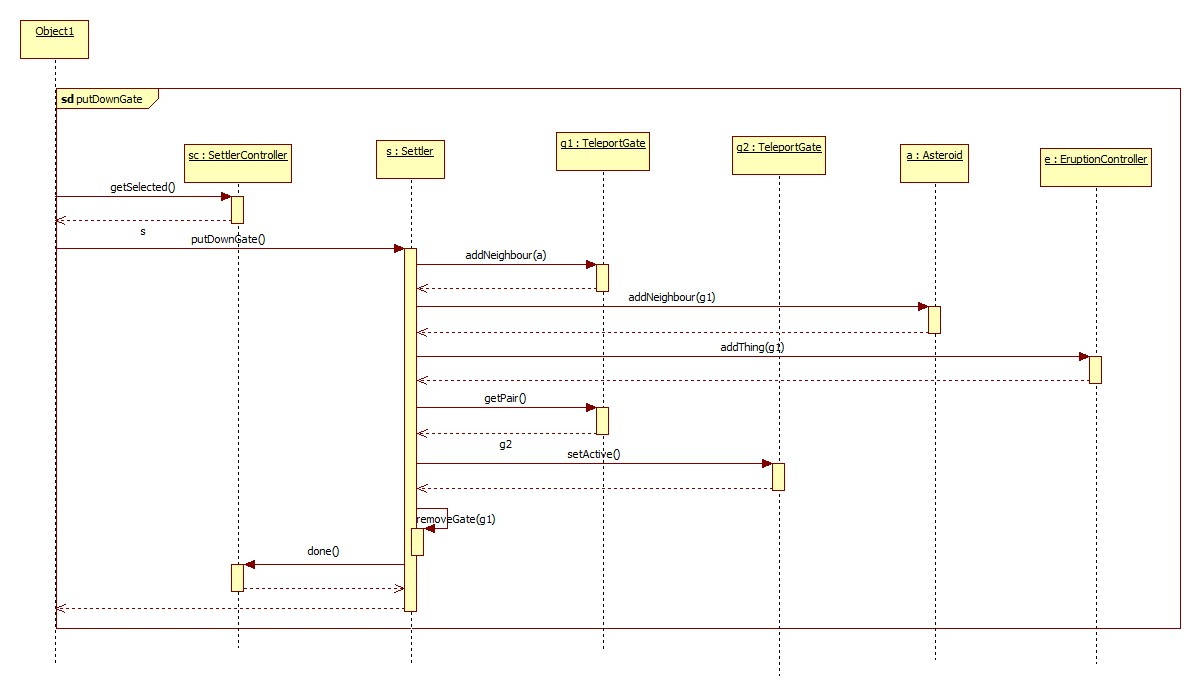 Object1
sd putDownGate
sc : SettlerController
s : Settler
g1 : TeleportGate
g2 : TeleportGate
a : Asteroid
e : EruptionController
getSelected()
s
putDownGate()
addNeighbour(a)
addNeighbour(g1)
addThing(g1)
getPair()
g2
setActive()
removeGate(g1)
done()